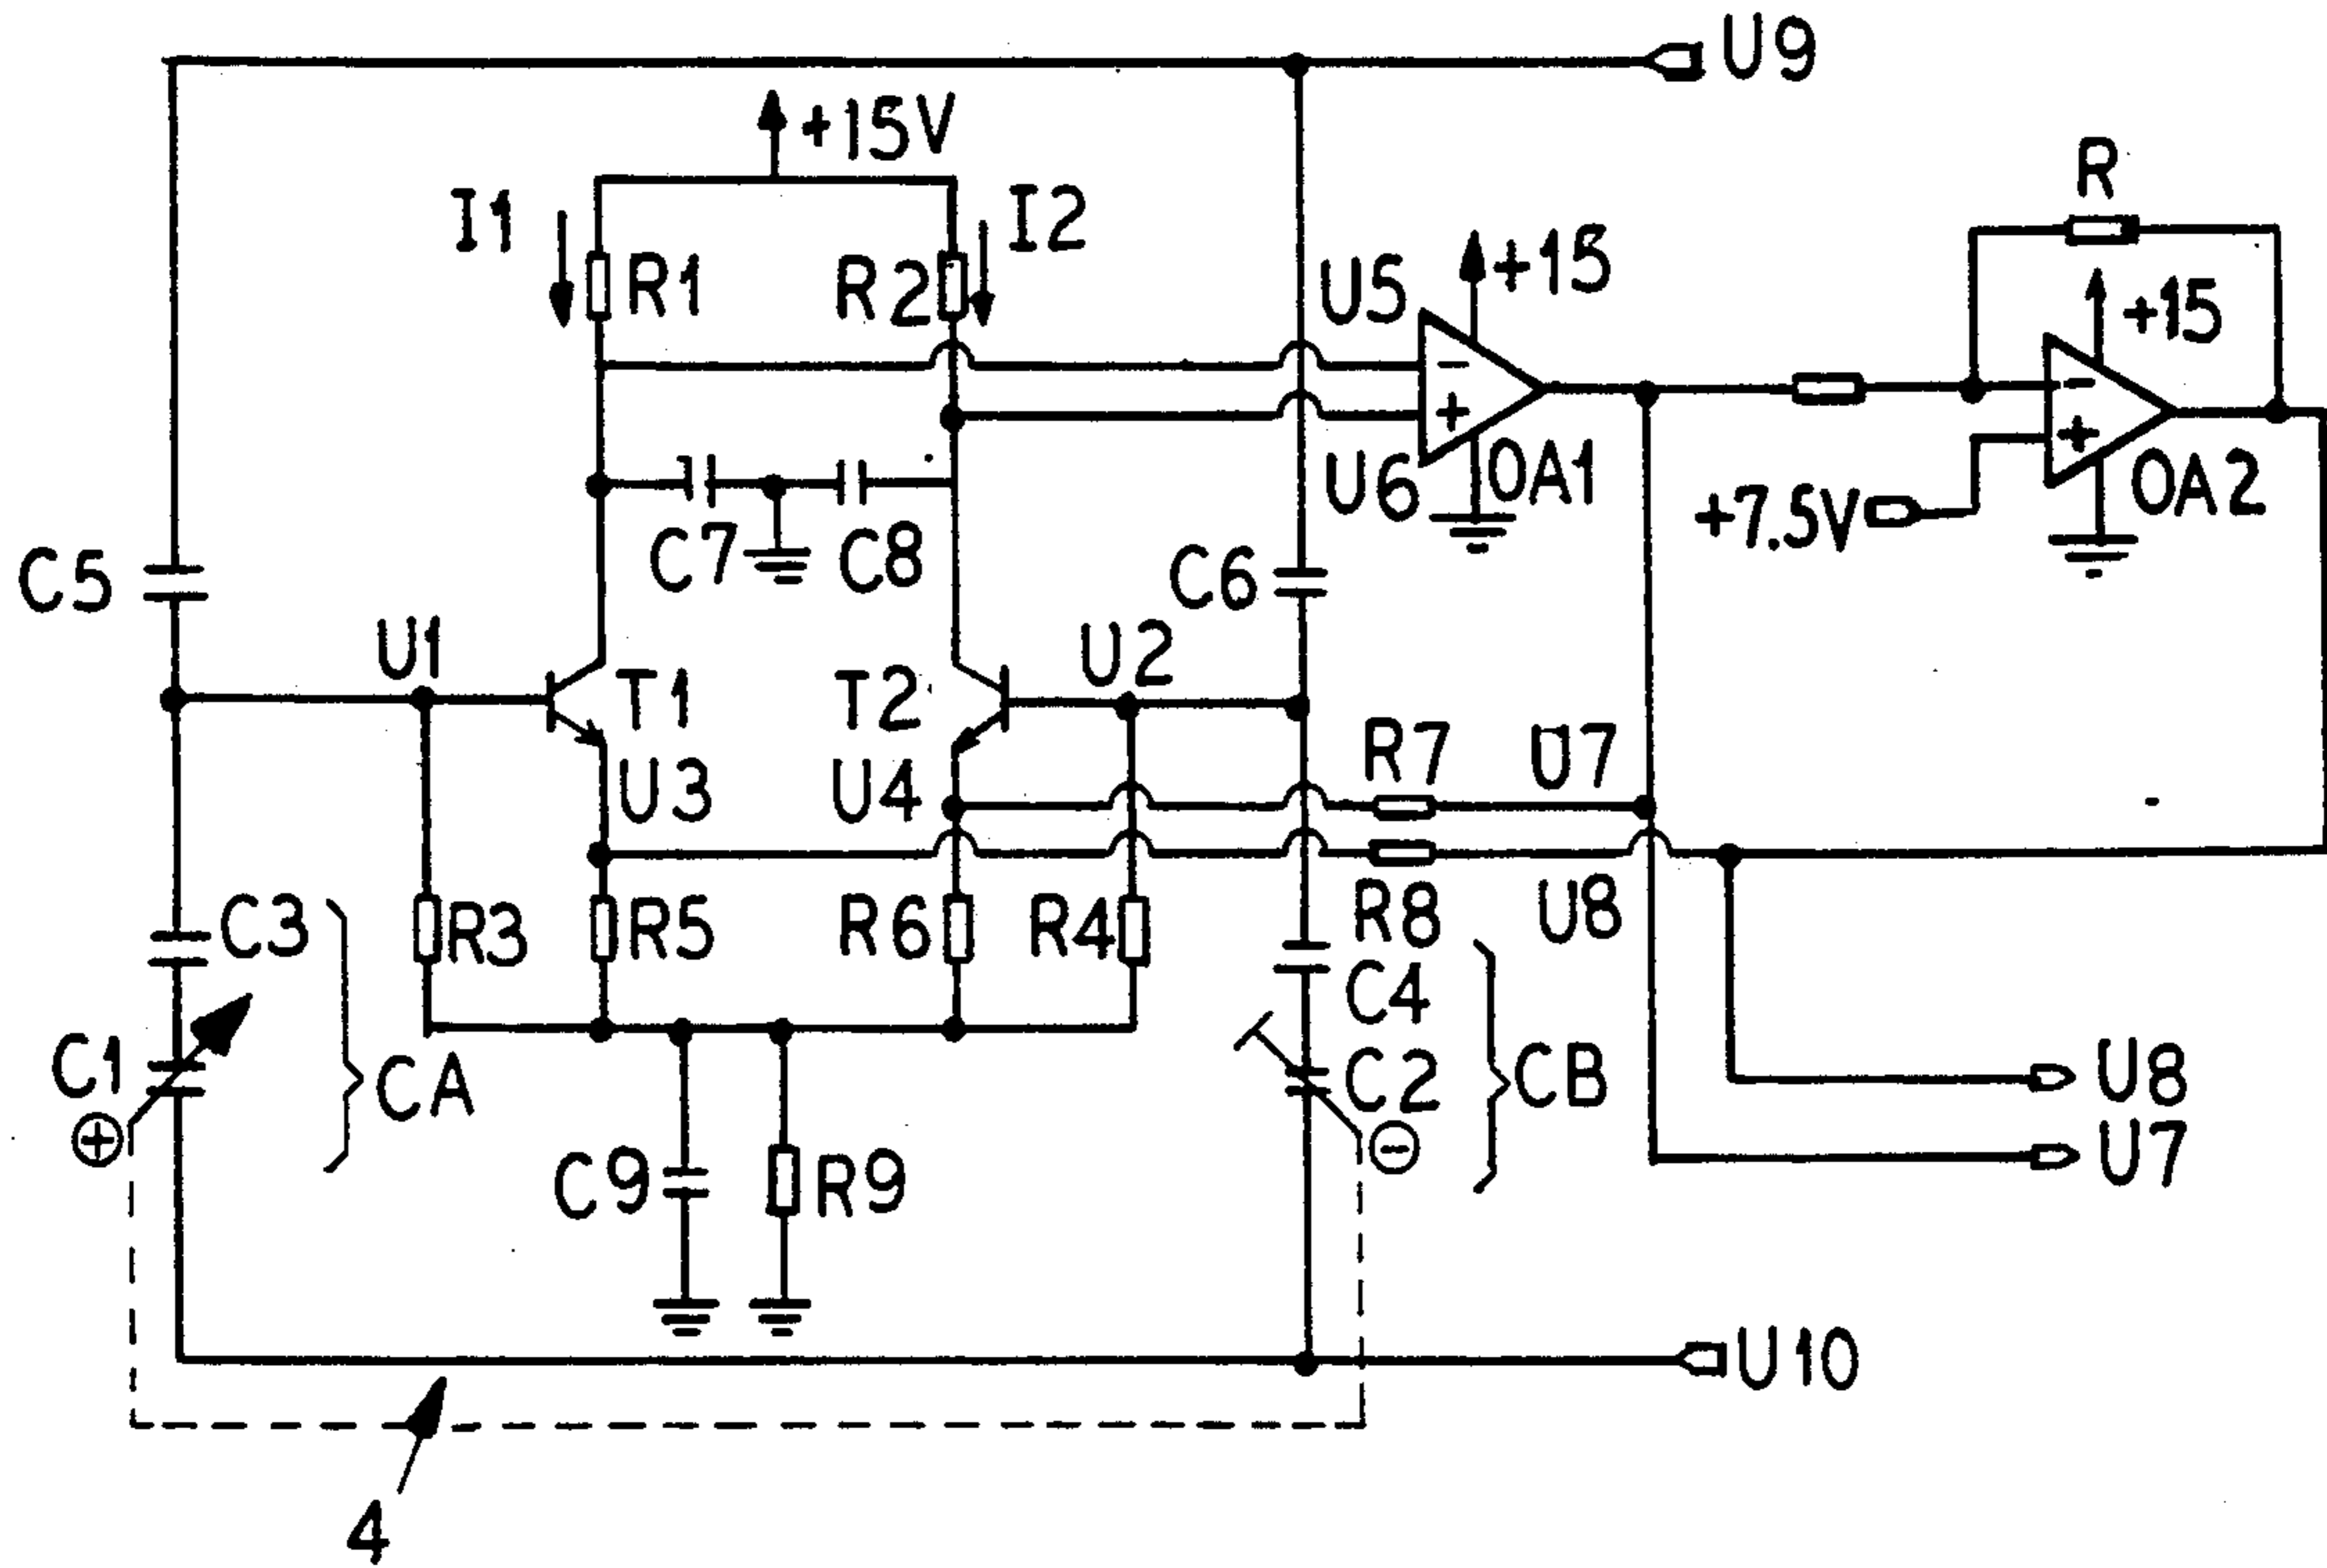 U9
+15V
R
I1
I2
R1
R2
U5
+15
+15
-
+
-
+
U6
OA1
OA2
+7.5V
C7
C8
C5
C6
U1
U2
T1
T2
U3
U4
R7
U7
R8
U8
C3
R3
R5
R6
R4
C4
C1
CA
C2
CB
+
-
C9
R9
U8
U7
U10
4